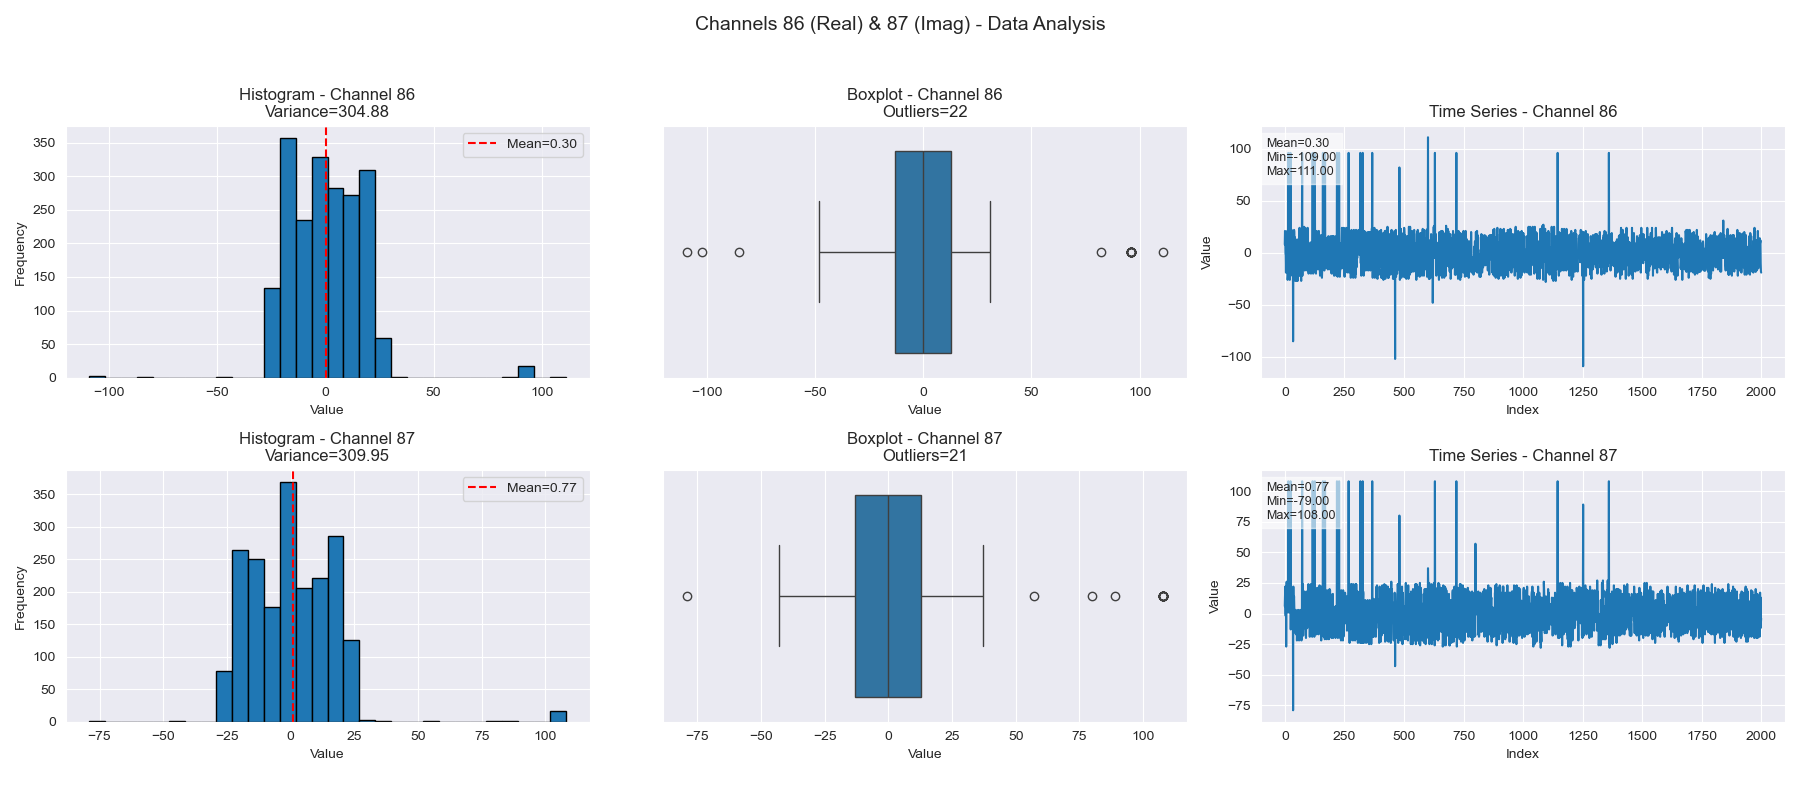 Channels 86 (Real) & 87 (Imag) - Data Analysis
Histogram - Channel 86
Variance=304.88
Mean=0.30
Frequency
350
300
250
200
150
100
50
0
−100
−50
0
50
100
Value
Boxplot - Channel 86
Outliers=22
−100
−50
0
50
100
Value
Time Series - Channel 86
Mean=0.30
Min=-109.00
Max=111.00
Value
100
50
0
−50
−100
0
250
500
750
1000
1250
1500
1750
2000
Index
Histogram - Channel 87
Variance=309.95
Mean=0.77
Frequency
350
300
250
200
150
100
50
0
−75
−50
−25
0
25
50
75
100
Value
Boxplot - Channel 87
Outliers=21
−75
−50
−25
0
25
50
75
100
Value
Time Series - Channel 87
Mean=0.77
Min=-79.00
Max=108.00
Value
100
75
50
25
0
−25
−50
−75
0
250
500
750
1000
1250
1500
1750
2000
Index